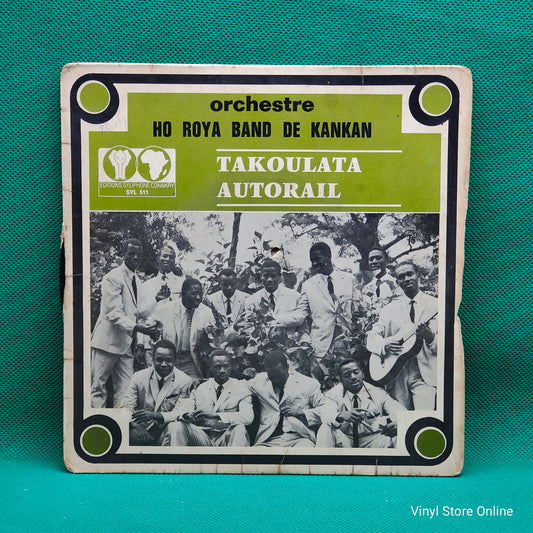 orchestre
HO ROYA BAND DE KANKAN
TAKOULATA
AUTORAIL
EDITIONS SYLIPHONE CONAKRY
SYL 511
Vinyl Store Online